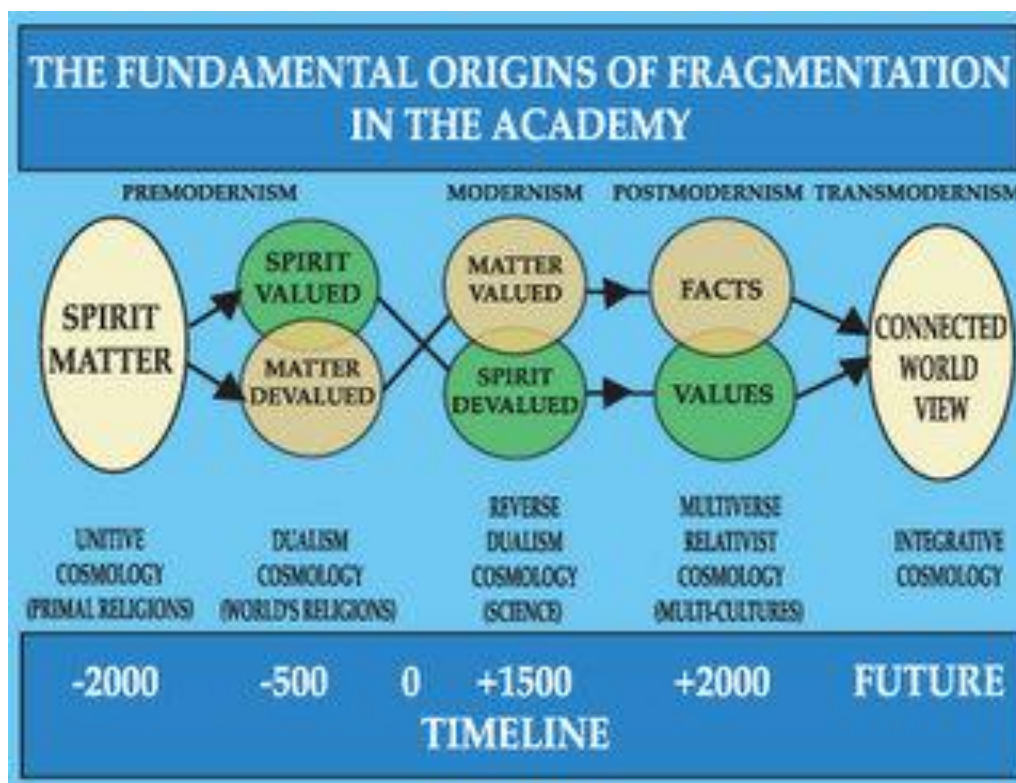 THE FUNDAMENTAL ORIGINS OF FRAGMENTATION
IN THE ACADEMY
PREMODERNISM
MODERNISM
POSTMODERNISM
TRANSMODERNISM
SPIRIT
MATTER
SPIRIT
VALUED
MATTER
DEVALUED
MATTER
VALUED
SPIRIT
DEVALUED
FACTS
VALUES
CONNECTED
WORLD
VIEW
UNITIVE
COSMOLOGY
(PRIMAL RELIGIONS)
DUALISM
COSMOLOGY
(WORLD'S RELIGIONS)
REVERSE
DUALISM
COSMOLOGY
(SCIENCE)
MULTIVERSE
RELATIVIST
COSMOLOGY
(MULTI-CULTURES)
INTEGRATIVE
COSMOLOGY
-2000
-500
0
+1500
+2000
FUTURE
TIMELINE